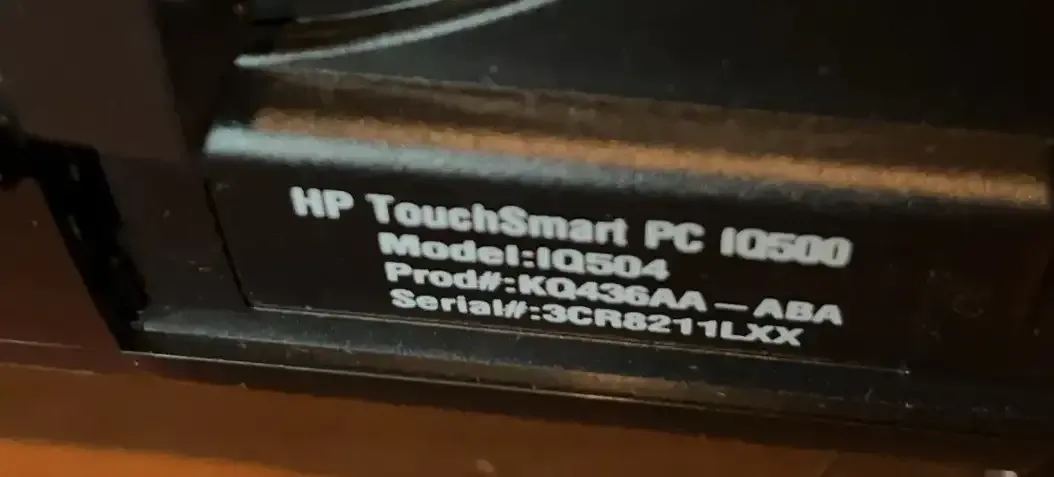 HP TouchSmart PC IQ500
Model:IQ504
Prod#:KQ436AA-ABA
Serial#:3CR8211LXX